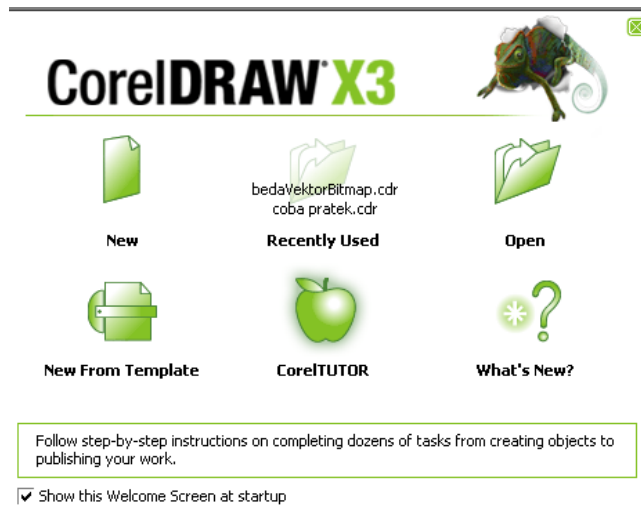 CorelDRAW X3
bedaVektorBitmap.cdr
coba pratek.cdr
New
Recently Used
Open
New From Template
CorelTUTOR
What's New?
Follow step-by-step instructions on completing dozens of tasks from creating objects to
publishing your work.
Show this Welcome Screen at startup